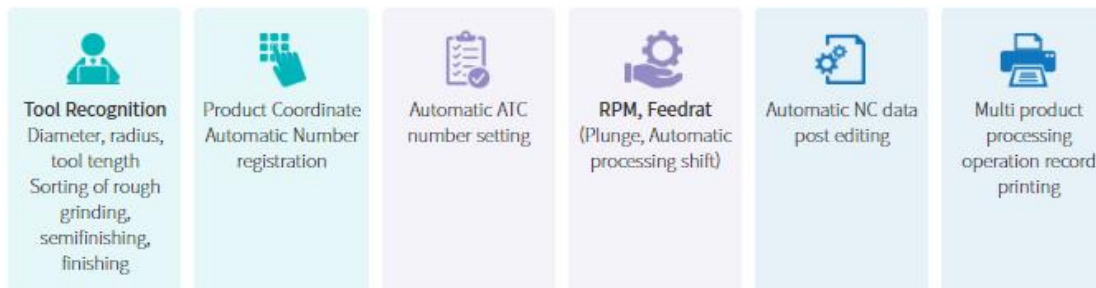 Tool Recognition
Diameter, radius,
tool tength
Sorting of rough
grinding,
semifinishing,
finishing
Product Coordinate
Automatic Number
registration
Automatic ATC
number setting
RPM, Feedrat
(Plunge, Automatic
processing shift)
Automatic NC data
post editing
Multi product
processing
operation record
printing